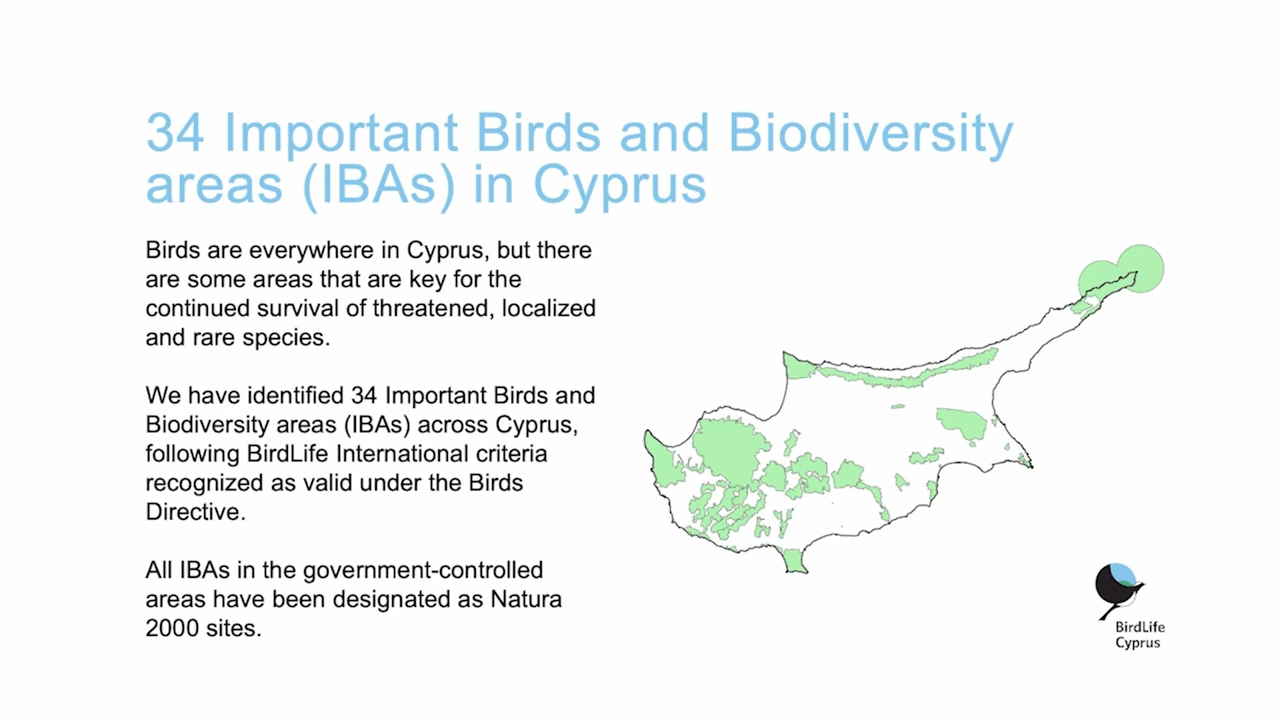 34 Important Birds and Biodiversity
areas (IBAs) in Cyprus
Birds are everywhere in Cyprus, but there
are some areas that are key for the
continued survival of threatened, localized
and rare species.
We have identified 34 Important Birds and
Biodiversity areas (IBAs) across Cyprus,
following BirdLife International criteria
recognized as valid under the Birds
Directive.
All IBAs in the government-controlled
areas have been designated as Natura
2000 sites.
BirdLife
Cyprus